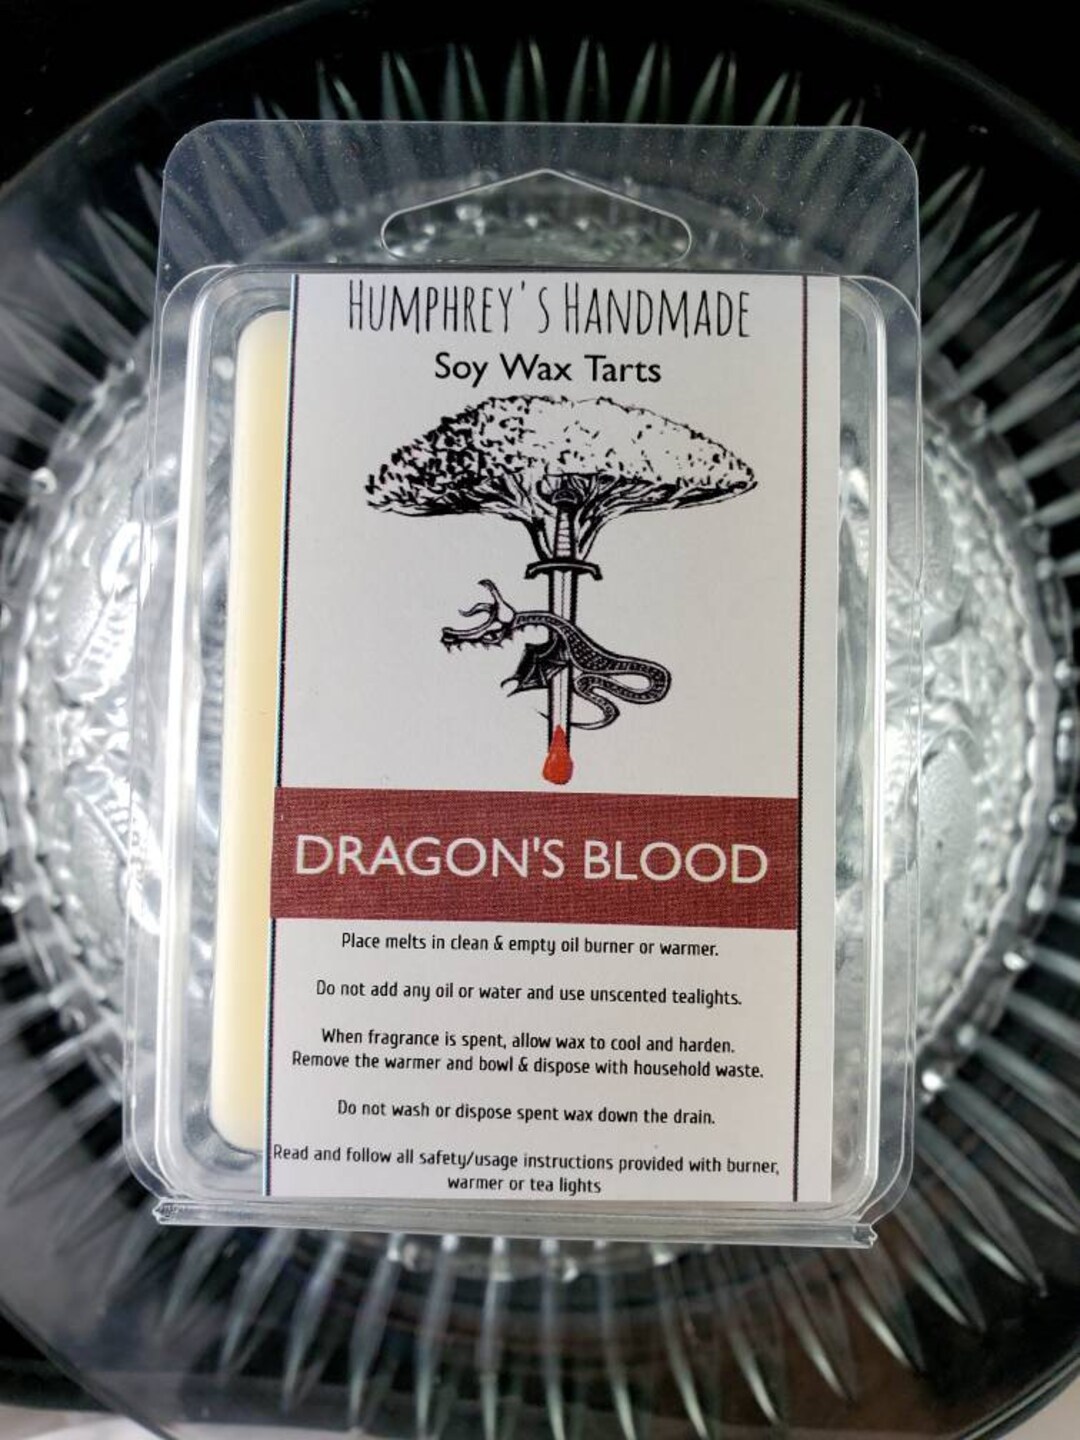 HUMPHREY'S HANDMADE
Soy Wax Tarts
DRAGON'S BLOOD
Place melts in clean & empty oil burner or warmer.
Do not add any oil or water and use unscented tealights.
When fragrance is spent, allow wax to cool and harden.
Remove the warmer and bowl & dispose with household waste.
Do not wash or dispose spent wax down the drain.
Read and follow all safety/usage instructions provided with burner,
warmer or tea lights